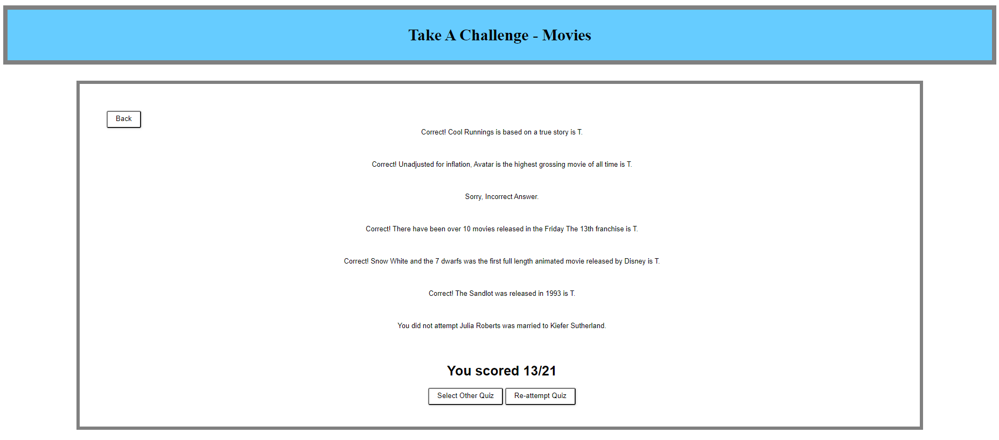 Take A Challenge - Movies
Back
Correct! Cool Runnings is based on a true story is T.
Correct! Unadjusted for inflation, Avatar is the highest grossing movie of all time is T.
Sorry, Incorrect Answer.
Correct! There have been over 10 movies released in the Friday The 13th franchise is T.
Correct! Snow White and the 7 dwarfs was the first full length animated movie released by Disney is T.
Correct! The Sandlot was released in 1993 is T.
You did not attempt Julia Roberts was married to Kiefer Sutherland.
You scored 13/21
Select Other Quiz Re-attempt Quiz